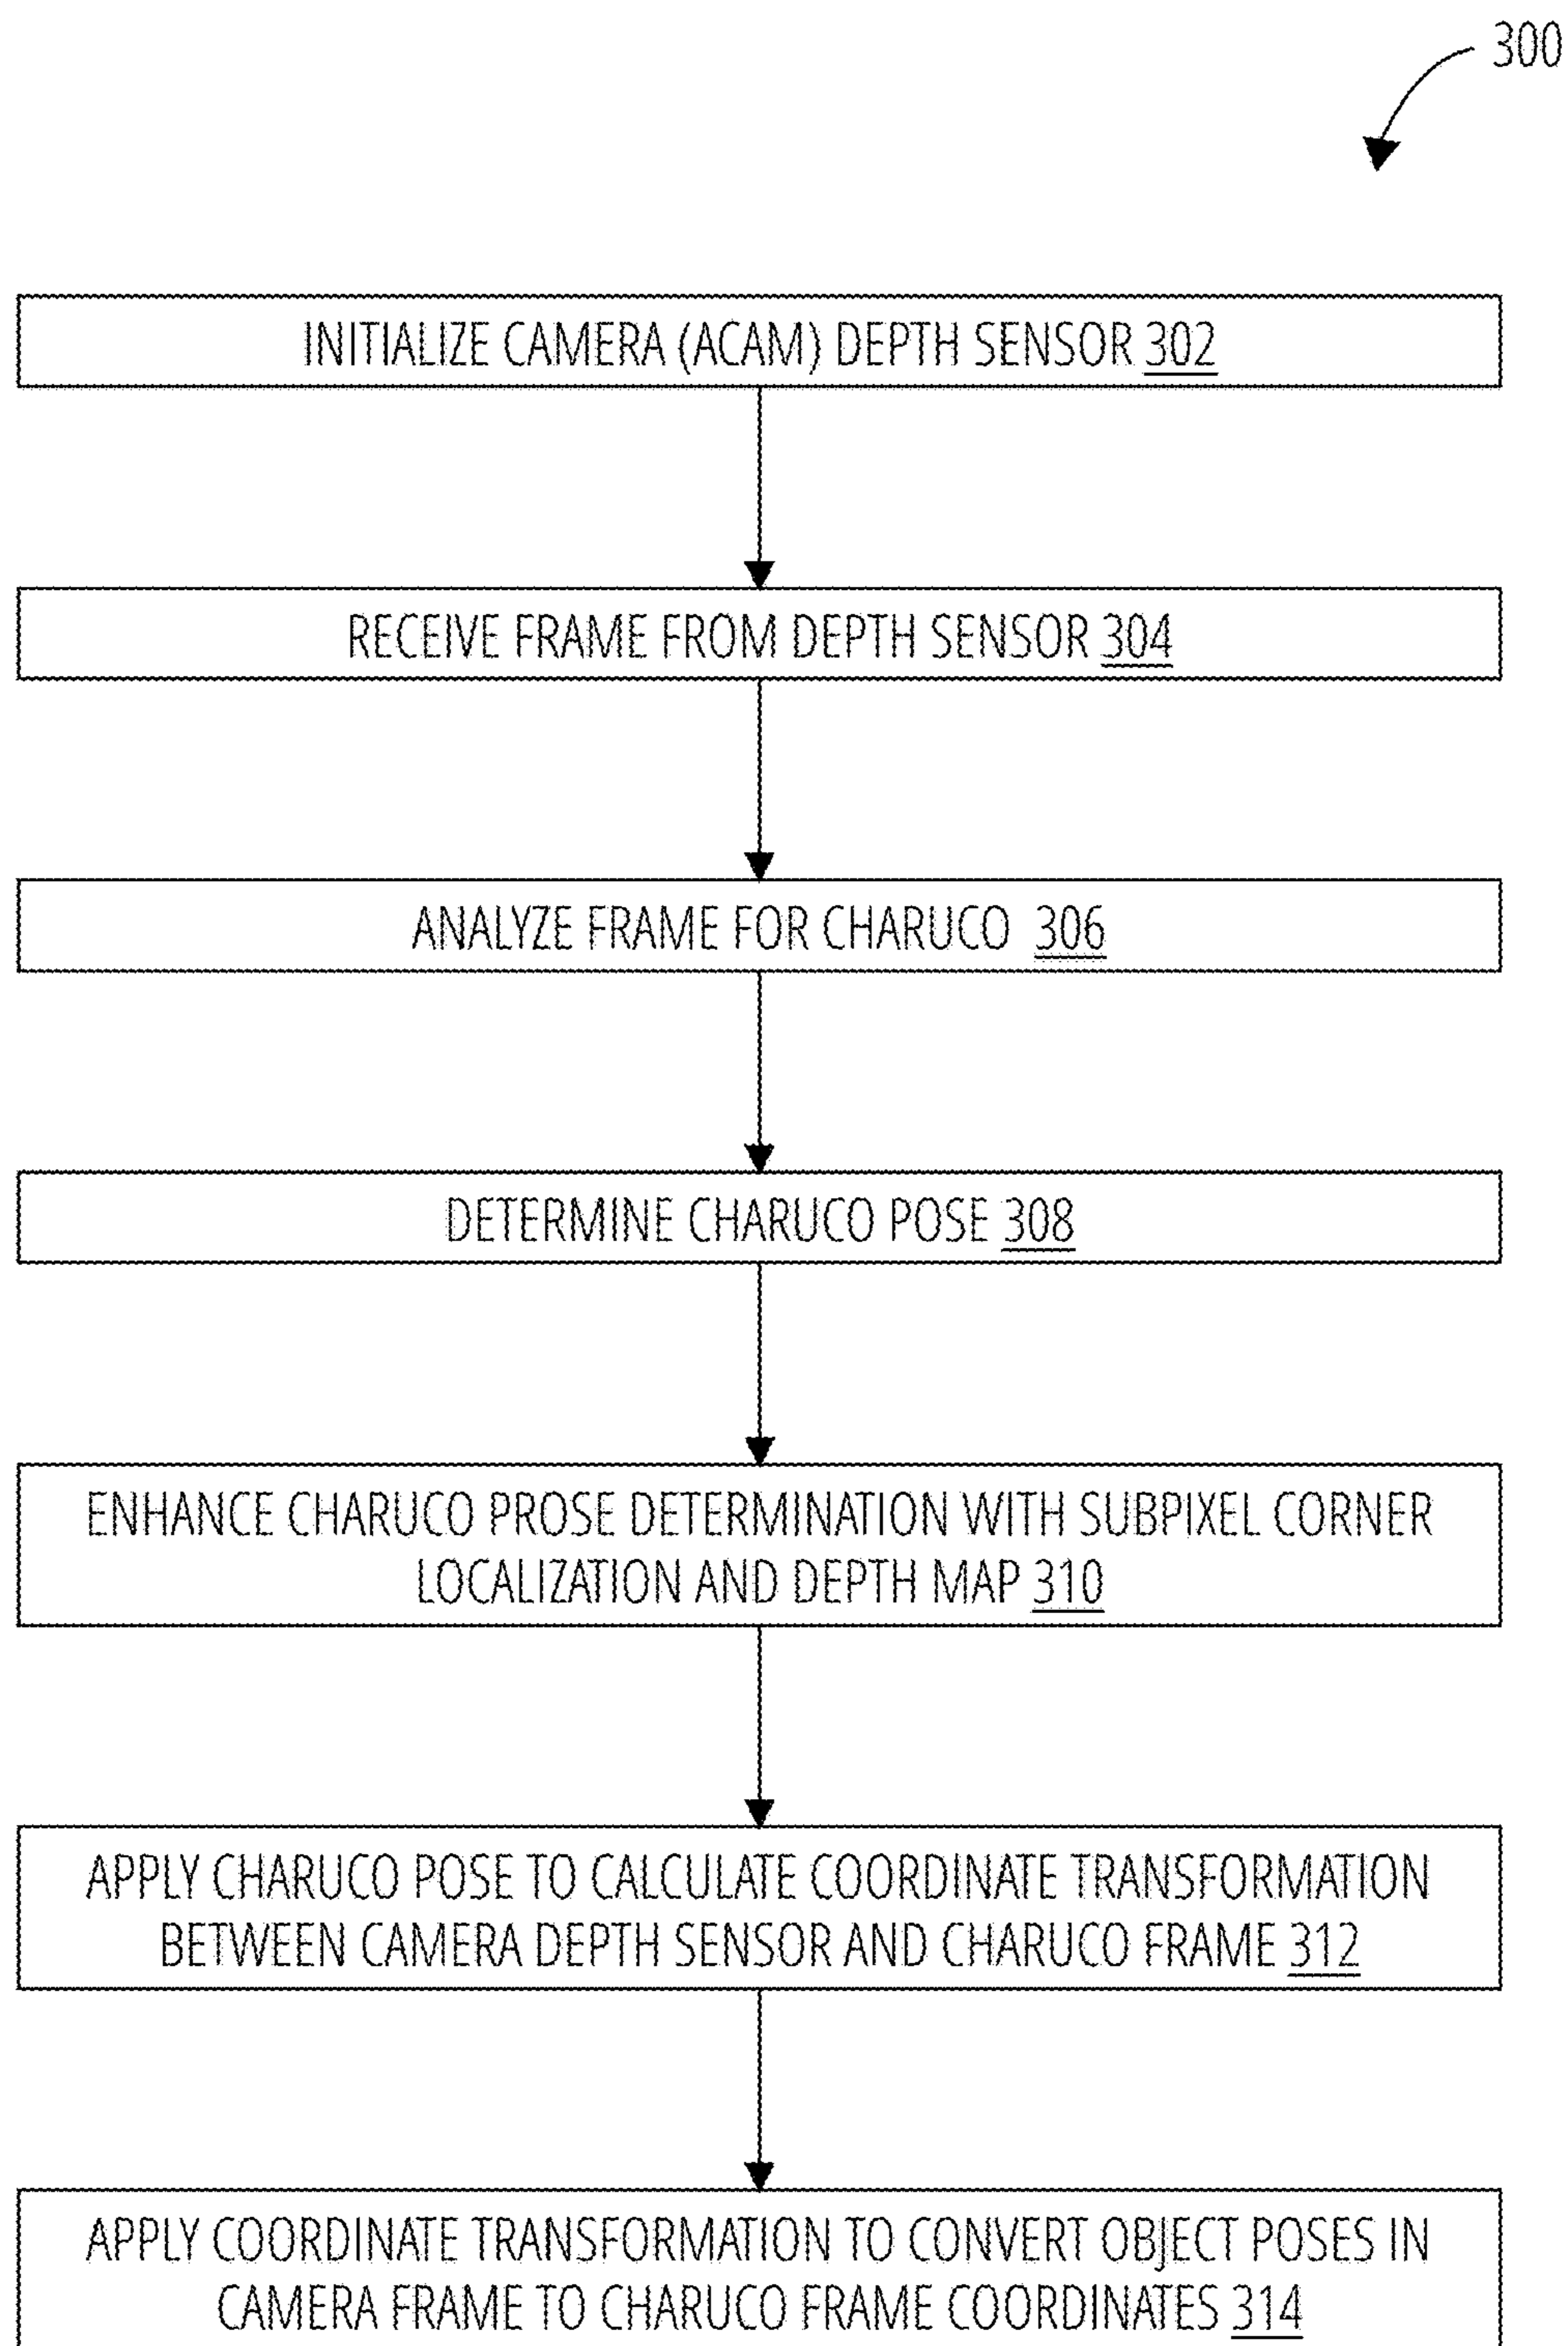 300
INITIALIZE CAMERA (ACAM) DEPTH SENSOR 302
RECEIVE FRAME FROM DEPTH SENSOR 304
ANALYZE FRAME FOR CHARUCO 306
DETERMINE CHARUCO POSE 308
ENHANCE CHARUCO PROSE DETERMINATION WITH SUBPIXEL CORNER
LOCALIZATION AND DEPTH MAP 310
APPLY CHARUCO POSE TO CALCULATE COORDINATE TRANSFORMATION
BETWEEN CAMERA DEPTH SENSOR AND CHARUCO FRAME 312
APPLY COORDINATE TRANSFORMATION TO CONVERT OBJECT POSES IN
CAMERA FRAME TO CHARUCO FRAME COORDINATES 314